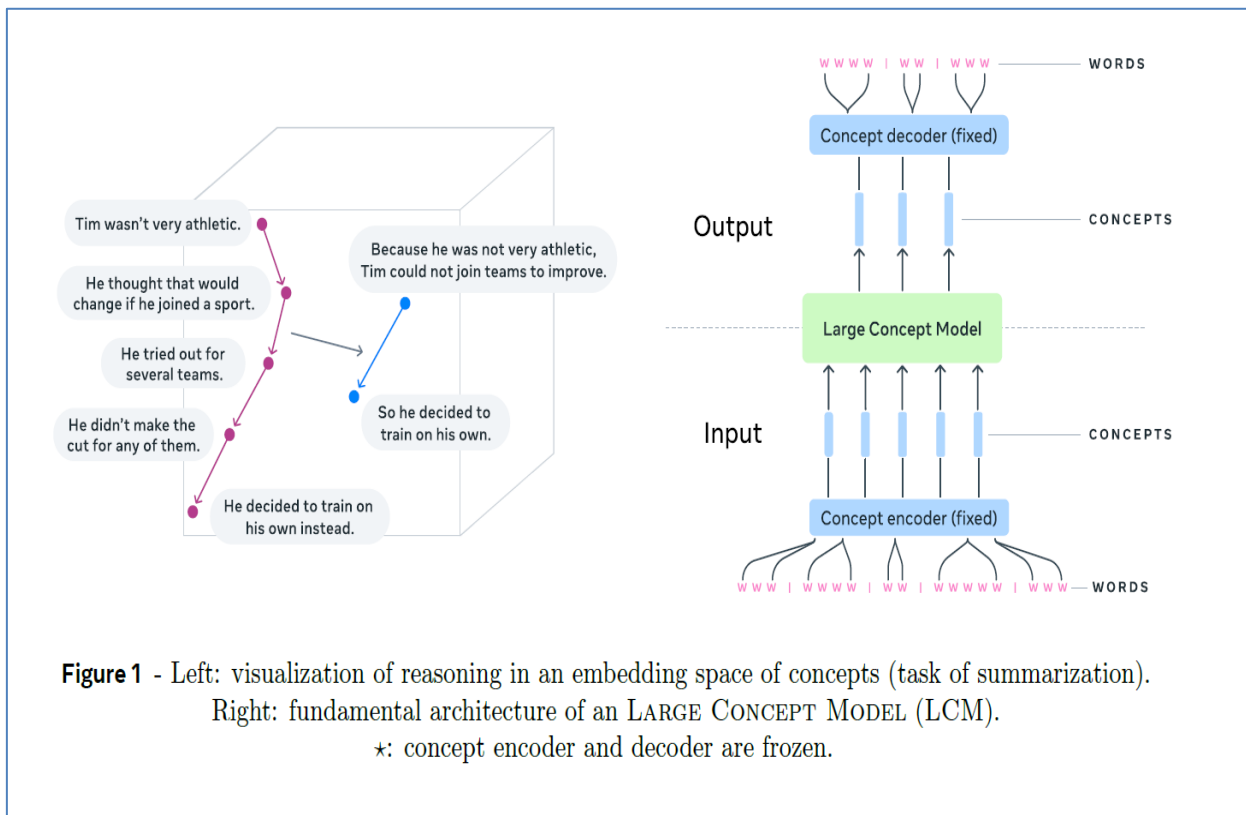 Tim wasn't very athletic.
He thought that would
change if he joined a sport.
He tried out for
several teams.
He didn't make the
cut for any of them.
He decided to train on
his own instead.
Because he was not very athletic,
Tim could not join teams to improve.
So he decided to
train on his own.
W W W W | W W | W W W
WORDS
Concept decoder (fixed)
Output
CONCEPTS
Large Concept Model
Input
CONCEPTS
Concept encoder (fixed)
W W W | W W W W | W W | W W W W W | W W W
WORDS
Figure 1 - Left: visualization of reasoning in an embedding space of concepts (task of summarization).
Right: fundamental architecture of an LARGE CONCEPT MODEL (LCM).
⋆: concept encoder and decoder are frozen.